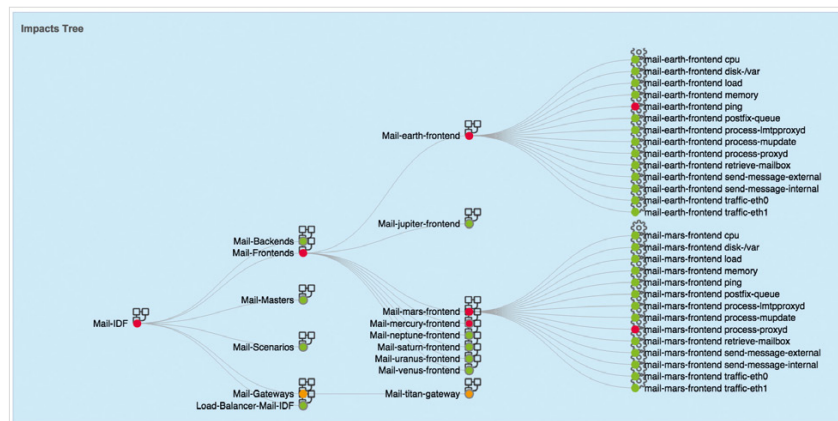 Impacts Tree
Mail-IDF
Mail-Backends
Mail-Frontends
Mail-Masters
Mail-Scenarios
Mail-Gateways
Load-Balancer-Mail-IDF
Mail-earth-frontend
Mail-jupiter-frontend
Mail-mars-frontend
Mail-mercury-frontend
Mail-neptune-frontend
Mail-saturn-frontend
Mail-uranus-frontend
Mail-venus-frontend
Mail-titan-gateway
mail-earth-frontend cpu
mail-earth-frontend disk-/var
mail-earth-frontend load
mail-earth-frontend memory
mail-earth-frontend ping
mail-earth-frontend postfix-queue
mail-earth-frontend process-lmtpproxyd
mail-earth-frontend process-mupdate
mail-earth-frontend process-proxyd
mail-earth-frontend retrieve-mailbox
mail-earth-frontend send-message-external
mail-earth-frontend send-message-internal
mail-earth-frontend traffic-eth0
mail-earth-frontend traffic-eth1
mail-mars-frontend cpu
mail-mars-frontend disk-/var
mail-mars-frontend load
mail-mars-frontend memory
mail-mars-frontend ping
mail-mars-frontend postfix-queue
mail-mars-frontend process-lmtpproxyd
mail-mars-frontend process-mupdate
mail-mars-frontend process-proxyd
mail-mars-frontend retrieve-mailbox
mail-mars-frontend send-message-external
mail-mars-frontend send-message-internal
mail-mars-frontend traffic-eth0
mail-mars-frontend traffic-eth1